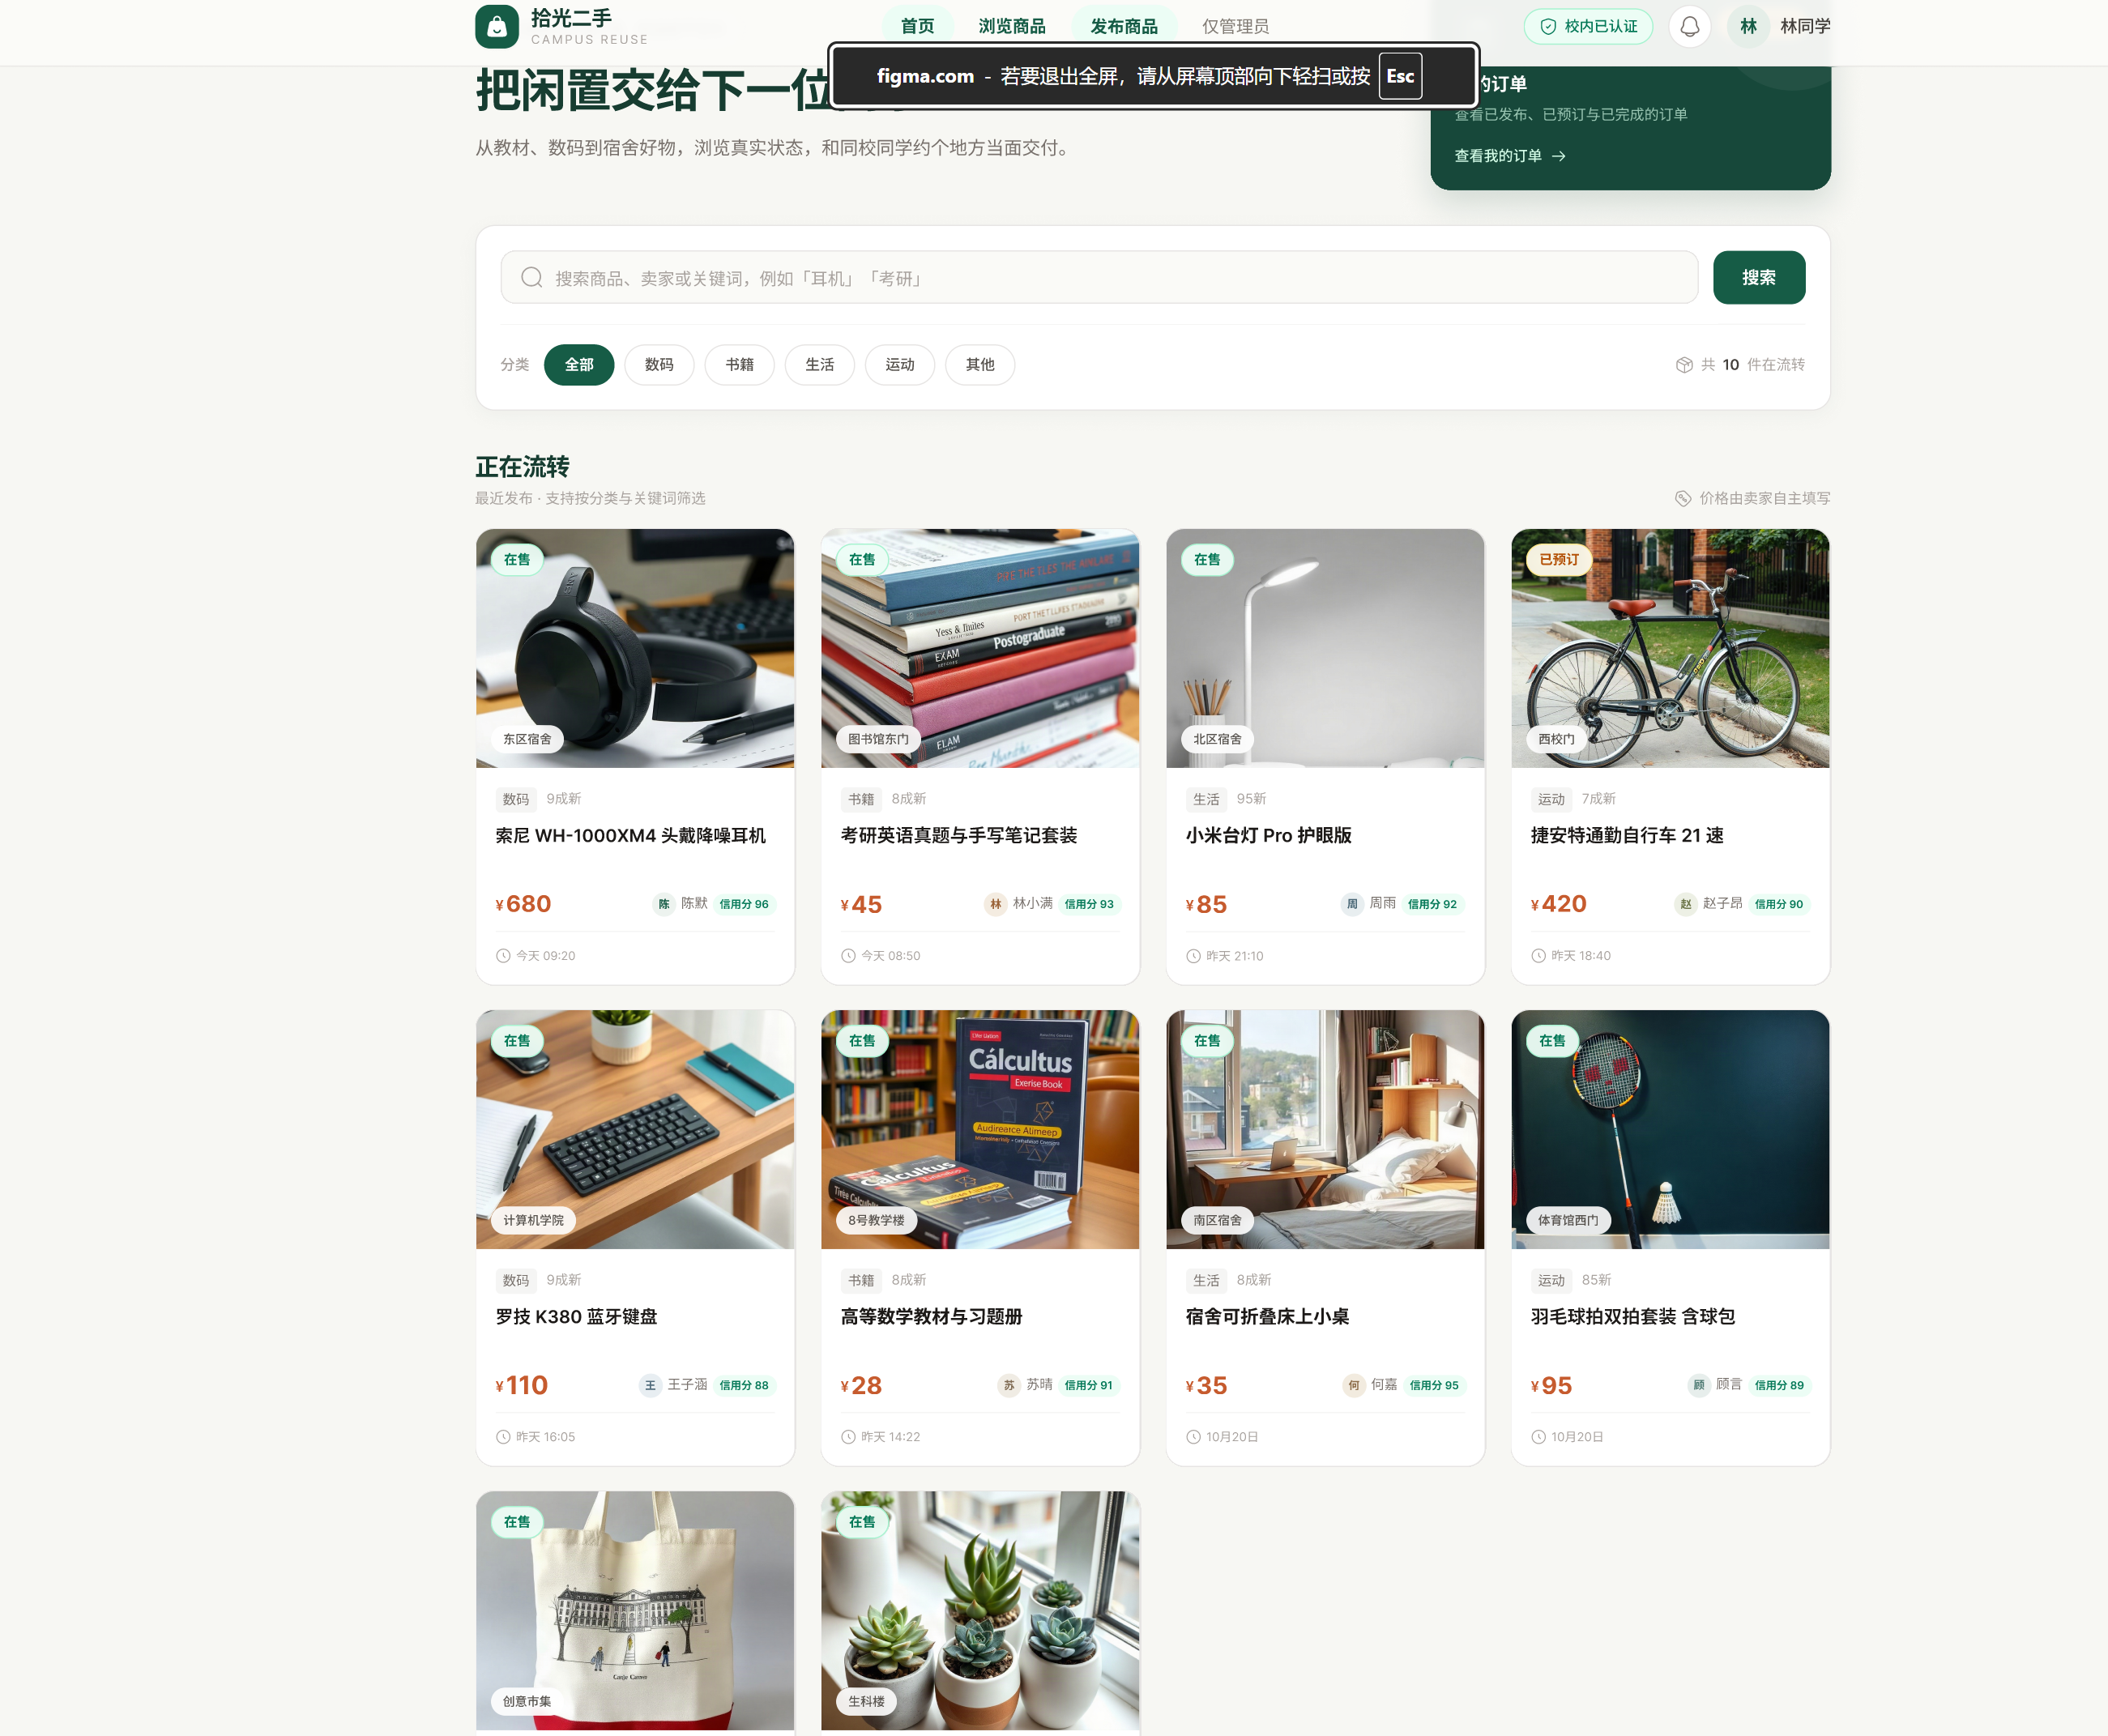 拾光二手
CAMPUS REUSE
首页
浏览商品
发布商品
仅管理员
校内已认证
林
林同学
figma.com - 若要退出全屏，请从屏幕顶部向下轻扫或按 Esc
把闲置交给下一位
的订单
从教材、数码到宿舍好物，浏览真实状态，和同校同学约个地方当面交付。
查看已发布、已预订与已完成的订单
查看我的订单 →
搜索商品、卖家或关键词，例如「耳机」「考研」
搜索
分类
全部
数码
书籍
生活
运动
其他
共 10 件在流转
正在流转
最近发布 · 支持按分类与关键词筛选
价格由卖家自主填写
在售
东区宿舍
数码 9成新
索尼 WH-1000XM4 头戴降噪耳机
¥680
陈 陈默 信用分 96
今天 09:20
在售
Yess & Iluiles
EXAM
Postograduate
ELAM
图书馆东门
书籍 8成新
考研英语真题与手写笔记套装
¥45
林 林小满 信用分 93
今天 08:50
在售
北区宿舍
生活 95新
小米台灯 Pro 护眼版
¥85
周 周雨 信用分 92
昨天 21:10
已预订
西校门
运动 7成新
捷安特通勤自行车 21 速
¥420
赵 赵子昂 信用分 90
昨天 18:40
在售
计算机学院
数码 9成新
罗技 K380 蓝牙键盘
¥110
王 王子涵 信用分 88
昨天 16:05
在售
Cálcultus
Exerise Book
Audirearce Alimeep
Calcultus
8号教学楼
书籍 8成新
高等数学教材与习题册
¥28
苏 苏晴 信用分 91
昨天 14:22
在售
南区宿舍
生活 8成新
宿舍可折叠床上小桌
¥35
何 何嘉 信用分 95
10月20日
在售
体育馆西门
运动 85新
羽毛球拍双拍套装 含球包
¥95
顾 顾言 信用分 89
10月20日
在售
创意市集
在售
生科楼